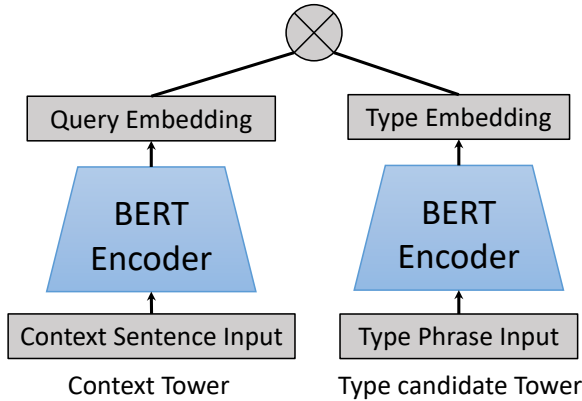 Query Embedding
Type Embedding
BERT
Encoder
BERT
Encoder
Context Sentence Input
Type Phrase Input
Context Tower
Type candidate Tower